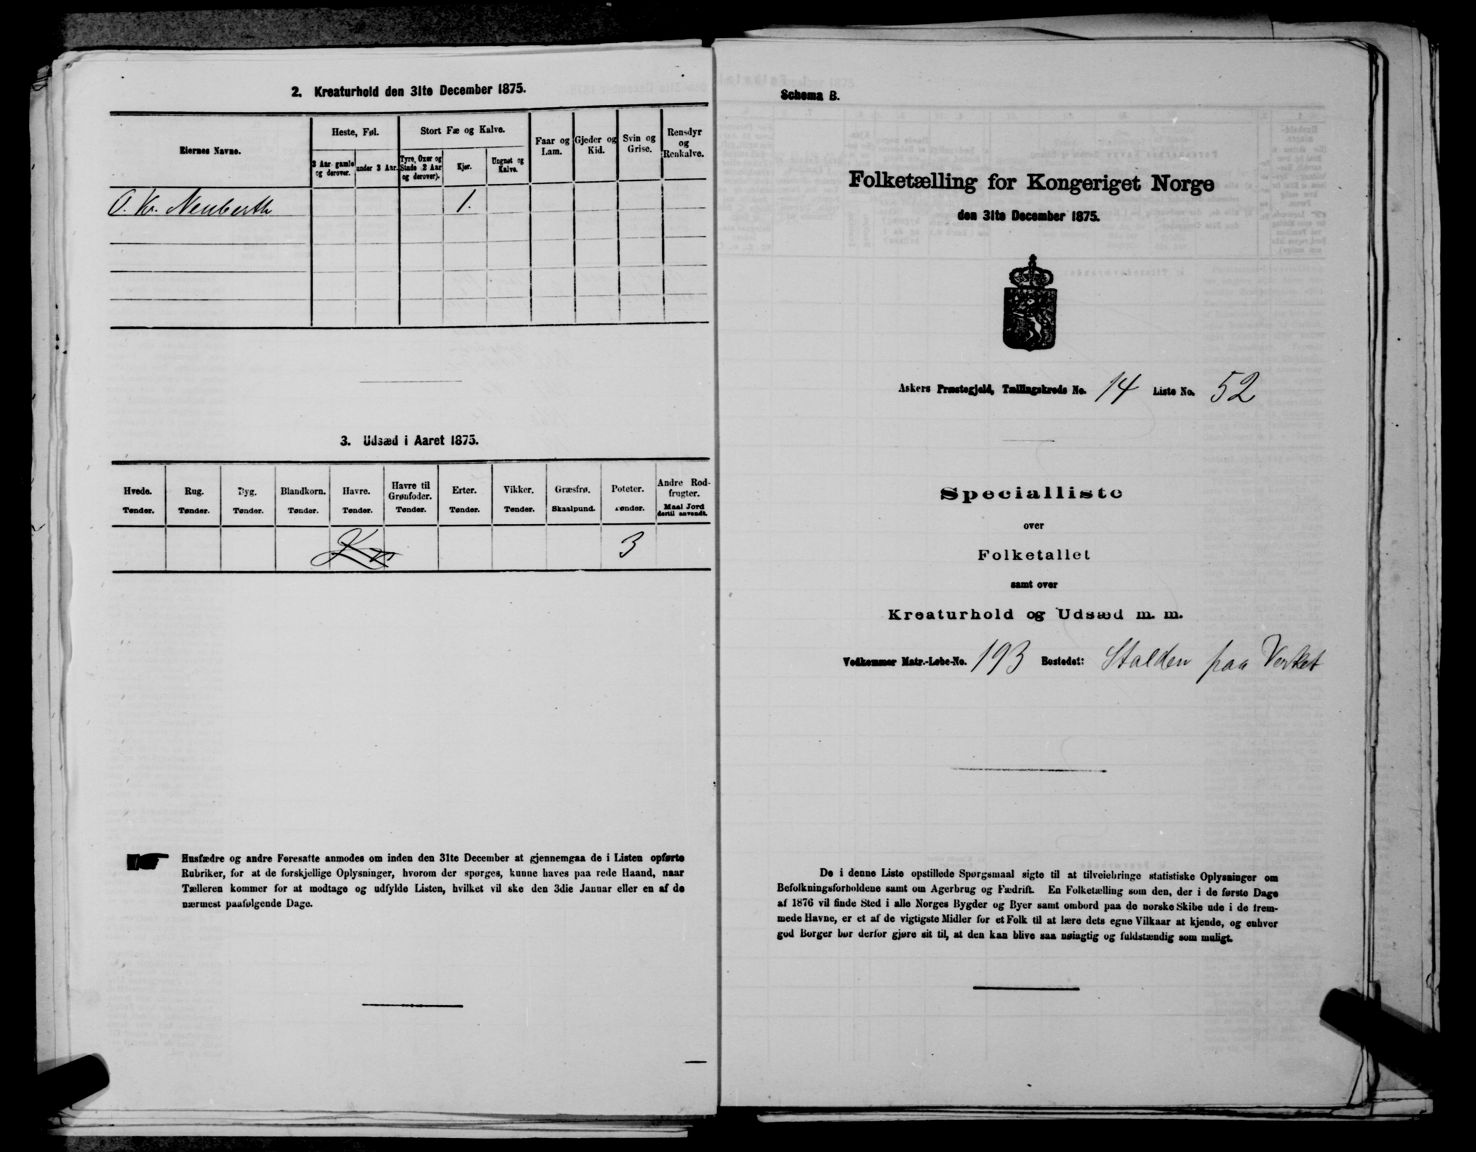 2. Kreaturhold den 31te December 1875.
Eiernes Navne.
Heste, Føl.
Stort Fæ og Kalve.
Faar og Lam.
Gjeder og Kid.
Svin og Grise.
Rensdyr og Renkalve.
3 Aar gamle og derover.
under 3 Aar.
Tyre, Oxer og Stude (2 Aar og derover).
Kjør.
Ungnøt og Kalve.
O. Kr. Neuberth 1.
3. Udsæd i Aaret 1875.
Hvede. Rug. Byg. Blandkorn. Havre. Havre til Grønfoder. Erter. Vikker. Græsfrø. Poteter. Andre Rodfrugter.
Tønder. Tønder. Tønder. Tønder. Tønder. Tønder. Tønder. Tønder. Skaalpund. Tønder. Maal Jord dertil anvendt.
3
Husfædre og andre Foresatte anmodes om inden den 31te December at gjennemgaa de i Listen opførte
Rubriker, for at de forskjellige Oplysninger, hvorom der spørges, kunne haves paa rede Haand, naar
Tælleren kommer for at modtage og udfylde Listen, hvilket vil ske den 3die Januar eller en af de
nærmest paafølgende Dage.
Schema B.
Folketælling for Kongeriget Norge
den 31te December 1875.
Askers Præstegjeld, Tællingskreds No. 14 Liste No. 52
Specialliste
over
Folketallet
samt over
Kreaturhold og Udsæd m. m.
Vedkommer Matr.-Løbe-No. 193 Bostedet: Stalden paa Verket
De i denne Liste opstillede Spørgsmaal sigte til at tilveiebringe statistiske Oplysninger om
Befolkningsforholdene samt om Agerbrug og Fædrift. En Folketælling som den, der i de første Dage
af 1876 vil finde Sted i alle Norges Bygder og Byer samt ombord paa de norske Skibe ude i de frem-
mede Havne, er et af de vigtigste Midler for et Folk til at lære dets egne Vilkaar at kjende, og enhver
god Borger bør derfor gjøre sit til, at den kan blive saa nøiagtig og fuldstændig som muligt.